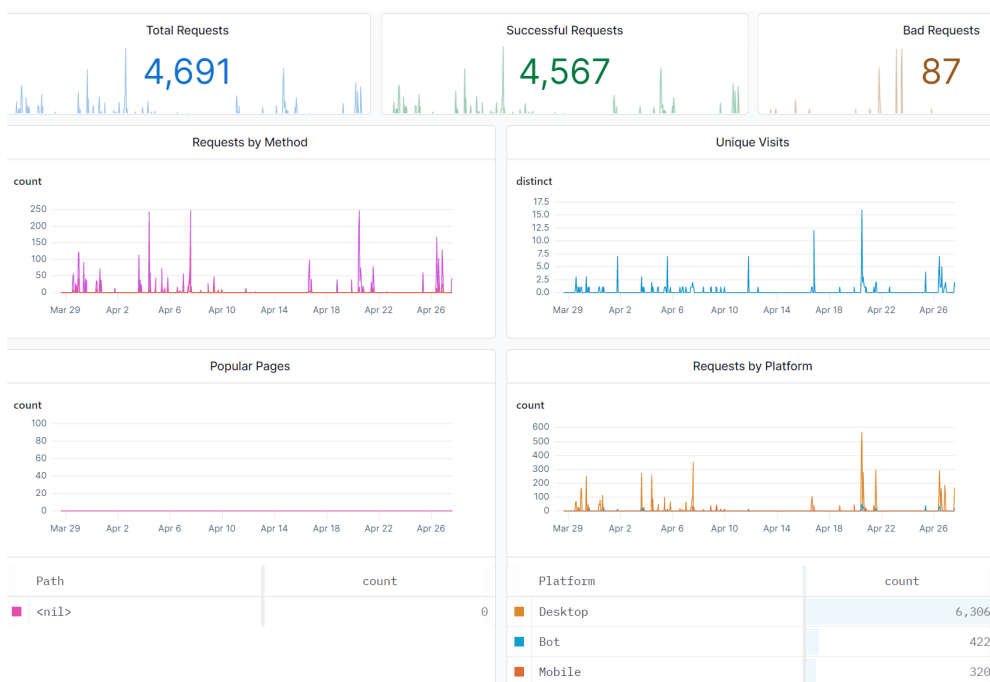 Total Requests
4,691
Successful Requests
4,567
Bad Requests
87
Requests by Method
count
250
200
150
100
50
0
Mar 29 Apr 2 Apr 6 Apr 10 Apr 14 Apr 18 Apr 22 Apr 26
Unique Visits
distinct
17.5
15.0
12.5
10.0
7.5
5.0
2.5
0.0
Mar 29 Apr 2 Apr 6 Apr 10 Apr 14 Apr 18 Apr 22 Apr 26
Popular Pages
count
100
80
60
40
20
0
Mar 29 Apr 2 Apr 6 Apr 10 Apr 14 Apr 18 Apr 22 Apr 26
Path count
<nil> 0
Requests by Platform
count
600
500
400
300
200
100
0
Mar 29 Apr 2 Apr 6 Apr 10 Apr 14 Apr 18 Apr 22 Apr 26
Platform count
Desktop 6,306
Bot 422
Mobile 320